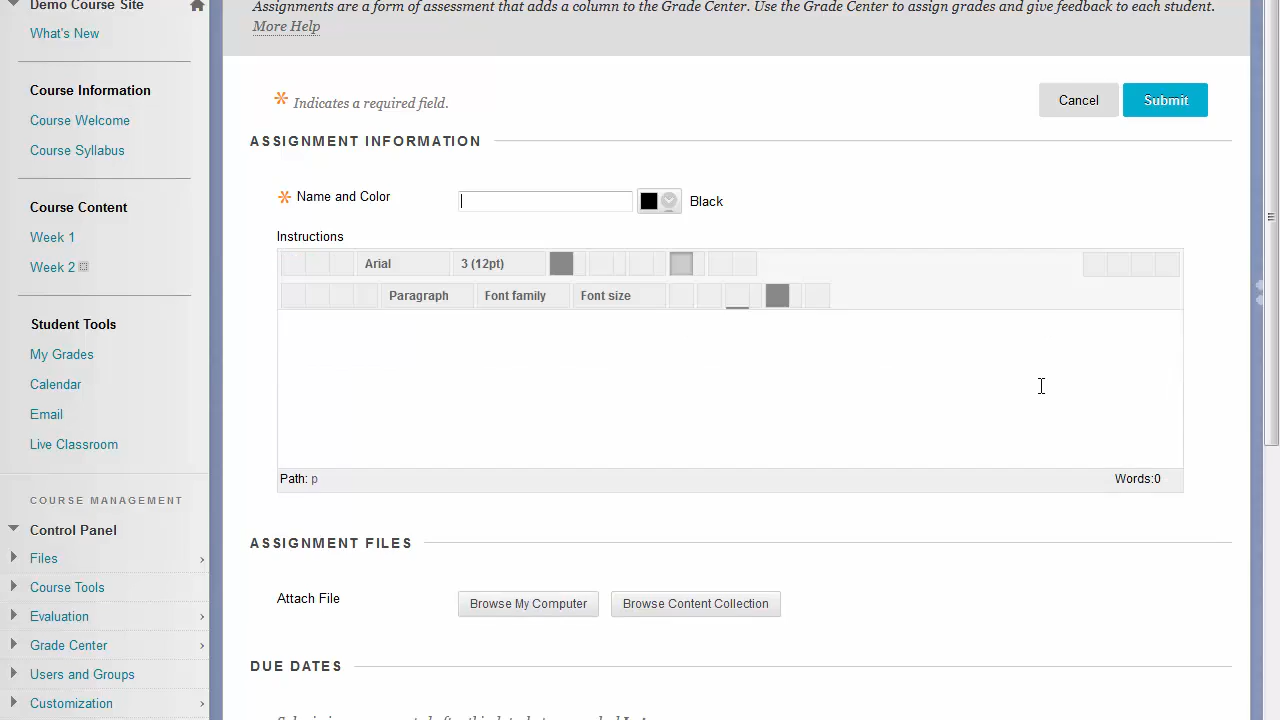 Demo Course Site
What's New
Course Information
Course Welcome
Course Syllabus
Course Content
Week 1
Week 2
Student Tools
My Grades
Calendar
Email
Live Classroom
COURSE MANAGEMENT
Control Panel
Files
Course Tools
Evaluation
Grade Center
Users and Groups
Customization
Assignments are a form of assessment that adds a column to the Grade Center. Use the Grade Center to assign grades and give feedback to each student.
More Help
Indicates a required field.
Cancel Submit
ASSIGNMENT INFORMATION
Name and Color Black
Instructions
Arial 3 (12pt)
Paragraph Font family Font size
Path: p Words:0
ASSIGNMENT FILES
Attach File Browse My Computer Browse Content Collection
DUE DATES